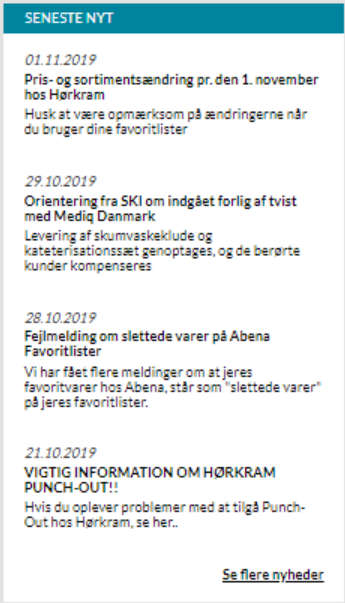 SENESTE NYT
01.11.2019
Pris- og sortimentsændring pr. den 1. november
hos Hørkram
Husk at være opmærksom på ændringerne når
du bruger dine favoritlister
29.10.2019
Orientering fra SKI om indgået forlig af tvist
med Mediq Danmark
Levering af skumvaskeklude og
kateterisationssæt genoptages, og de berørte
kunder kompenseres
28.10.2019
Fejlmelding om slettede varer på Abena
Favoritlister
Vi har fået flere meldinger om at jeres
favoritvarer hos Abena, står som "slettede varer"
på jeres favoritlister.
21.10.2019
VIGTIG INFORMATION OM HØRKRAM
PUNCH-OUT!!
Hvis du oplever problemer med at tilgå Punch-
Out hos Hørkram, se her..
Se flere nyheder